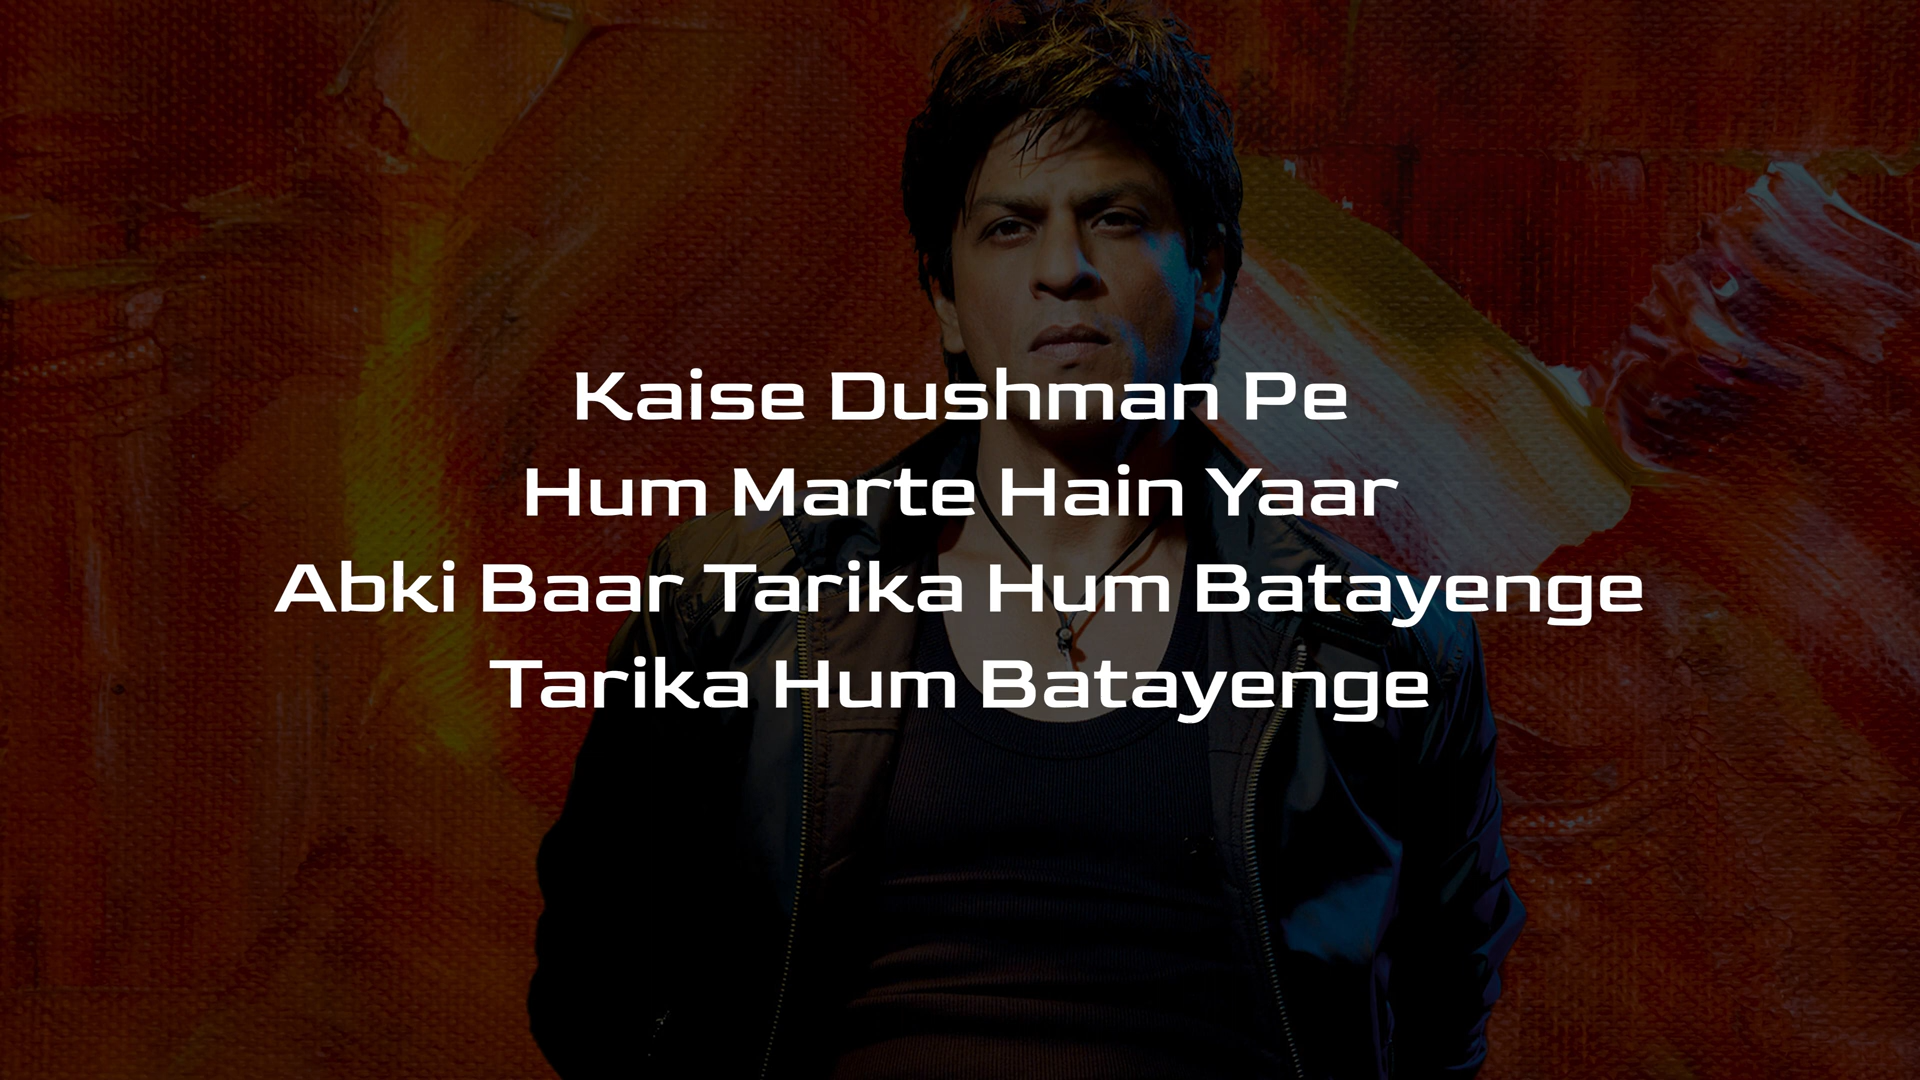 Kaise Dushman Pe
Hum Marte Hain Yaar
Abki Baar Tarika Hum Batayenge
Tarika Hum Batayenge